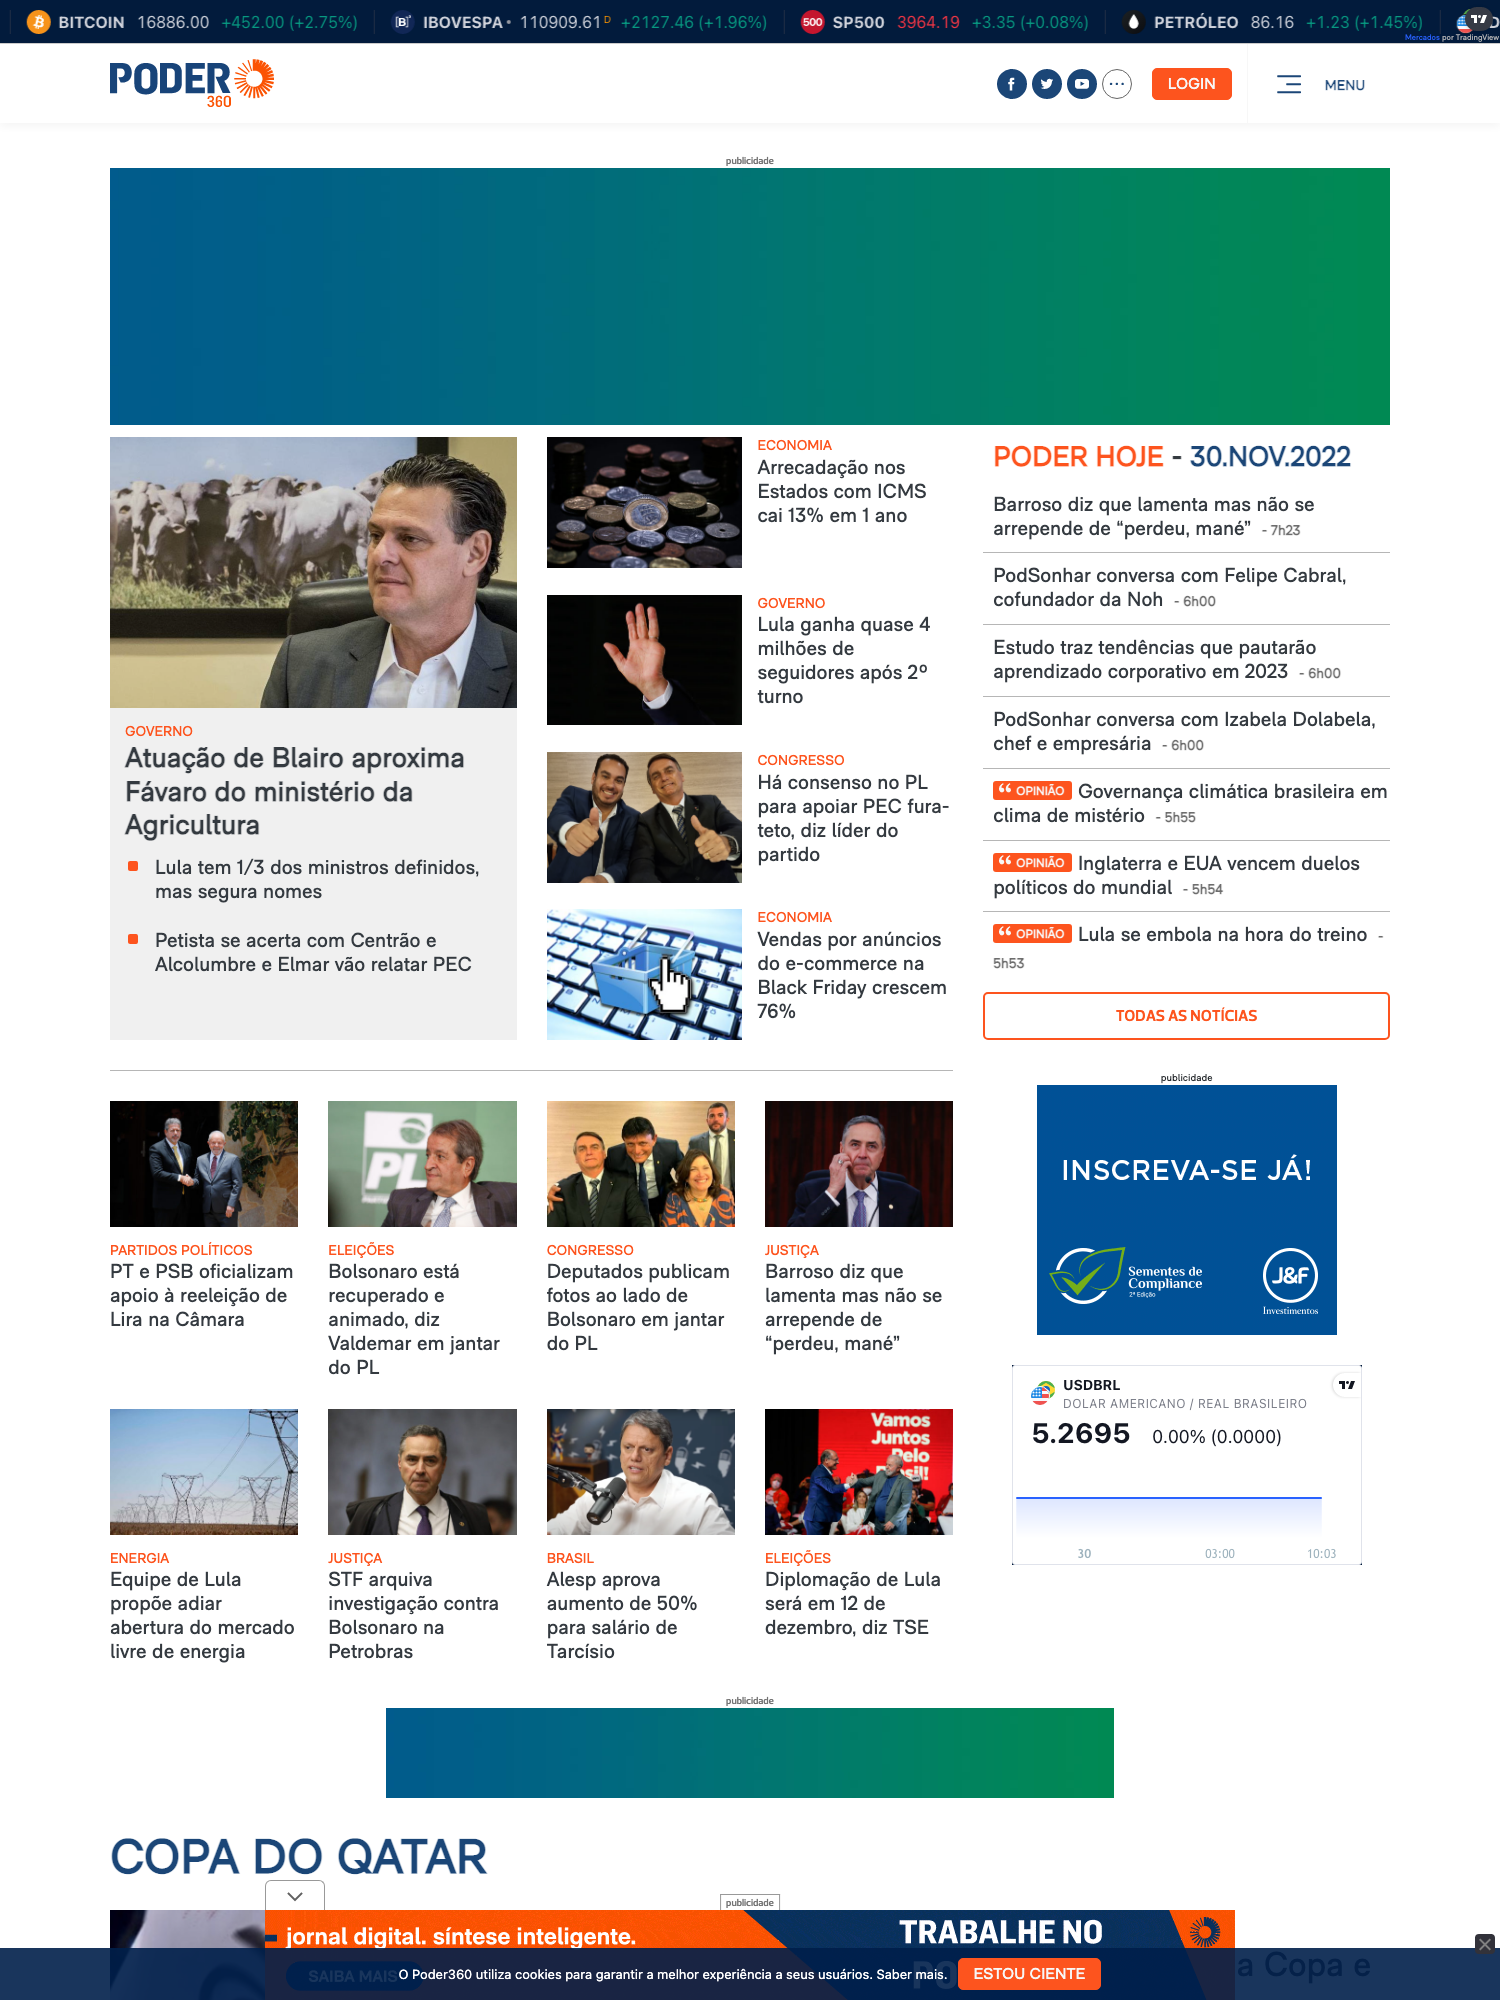 BITCOIN 16886.00 +452.00 (+2.75%) IBOVESPA 110909.61 D +2127.46 (+1.96%) 500 SP500 3964.19 +3.35 (+0.08%) PETRÓLEO 86.16 +1.23 (+1.45%)
Mercados por TradingView
PODER
360
LOGIN
MENU
publicidade
GOVERNO
Atuação de Blairo aproxima
Fávaro do ministério da
Agricultura
Lula tem 1/3 dos ministros definidos,
mas segura nomes
Petista se acerta com Centrão e
Alcolumbre e Elmar vão relatar PEC
ECONOMIA
Arrecadação nos
Estados com ICMS
cai 13% em 1 ano
GOVERNO
Lula ganha quase 4
milhões de
seguidores após 2º
turno
CONGRESSO
Há consenso no PL
para apoiar PEC fura-
teto, diz líder do
partido
ECONOMIA
Vendas por anúncios
do e-commerce na
Black Friday crescem
76%
PODER HOJE - 30.NOV.2022
Barroso diz que lamenta mas não se
arrepende de “perdeu, mané” - 7h23
PodSonhar conversa com Felipe Cabral,
cofundador da Noh - 6h00
Estudo traz tendências que pautarão
aprendizado corporativo em 2023 - 6h00
PodSonhar conversa com Izabela Dolabela,
chef e empresária - 6h00
“ OPINIÃO Governança climática brasileira em
clima de mistério - 5h55
“ OPINIÃO Inglaterra e EUA vencem duelos
políticos do mundial - 5h54
“ OPINIÃO Lula se embola na hora do treino -
5h53
TODAS AS NOTÍCIAS
publicidade
INSCREVA-SE JÁ!
Sementes de
Compliance
2ª Edição
J&F
Investimentos
PL
PARTIDOS POLÍTICOS
PT e PSB oficializam
apoio à reeleição de
Lira na Câmara
ELEIÇÕES
Bolsonaro está
recuperado e
animado, diz
Valdemar em jantar
do PL
CONGRESSO
Deputados publicam
fotos ao lado de
Bolsonaro em jantar
do PL
JUSTIÇA
Barroso diz que
lamenta mas não se
arrepende de
“perdeu, mané”
USDBRL
DOLAR AMERICANO / REAL BRASILEIRO
5.2695 0.00% (0.0000)
30 03:00 10:03
Vamos
Juntos
Pelo
Brasil!
ENERGIA
Equipe de Lula
propõe adiar
abertura do mercado
livre de energia
JUSTIÇA
STF arquiva
investigação contra
Bolsonaro na
Petrobras
BRASIL
Alesp aprova
aumento de 50%
para salário de
Tarcísio
ELEIÇÕES
Diplomação de Lula
será em 12 de
dezembro, diz TSE
publicidade
COPA DO QATAR
publicidade
jornal digital. síntese inteligente.
TRABALHE NO
SAIBA MAIS
a Copa e
O Poder360 utiliza cookies para garantir a melhor experiência a seus usuários. Saber mais.
ESTOU CIENTE